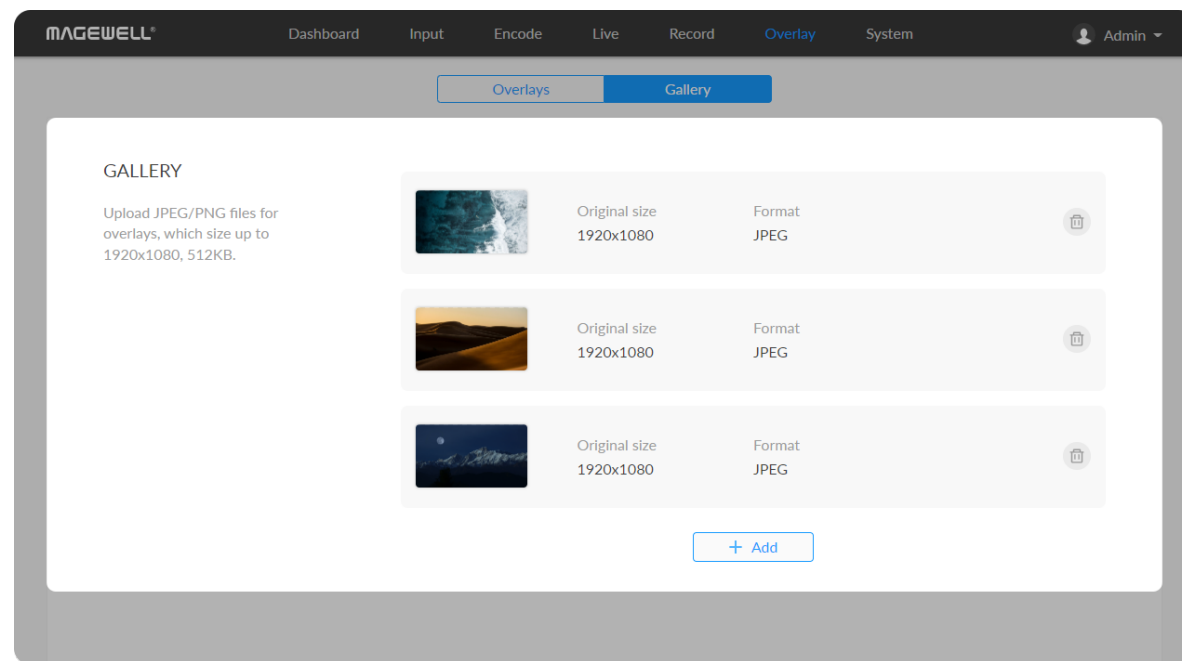 MAGEWELL®
Dashboard Input Encode Live Record Overlay System Admin
Overlays Gallery
GALLERY
Upload JPEG/PNG files for
overlays, which size up to
1920x1080, 512KB.
Original size Format
1920x1080 JPEG
Original size Format
1920x1080 JPEG
Original size Format
1920x1080 JPEG
+ Add